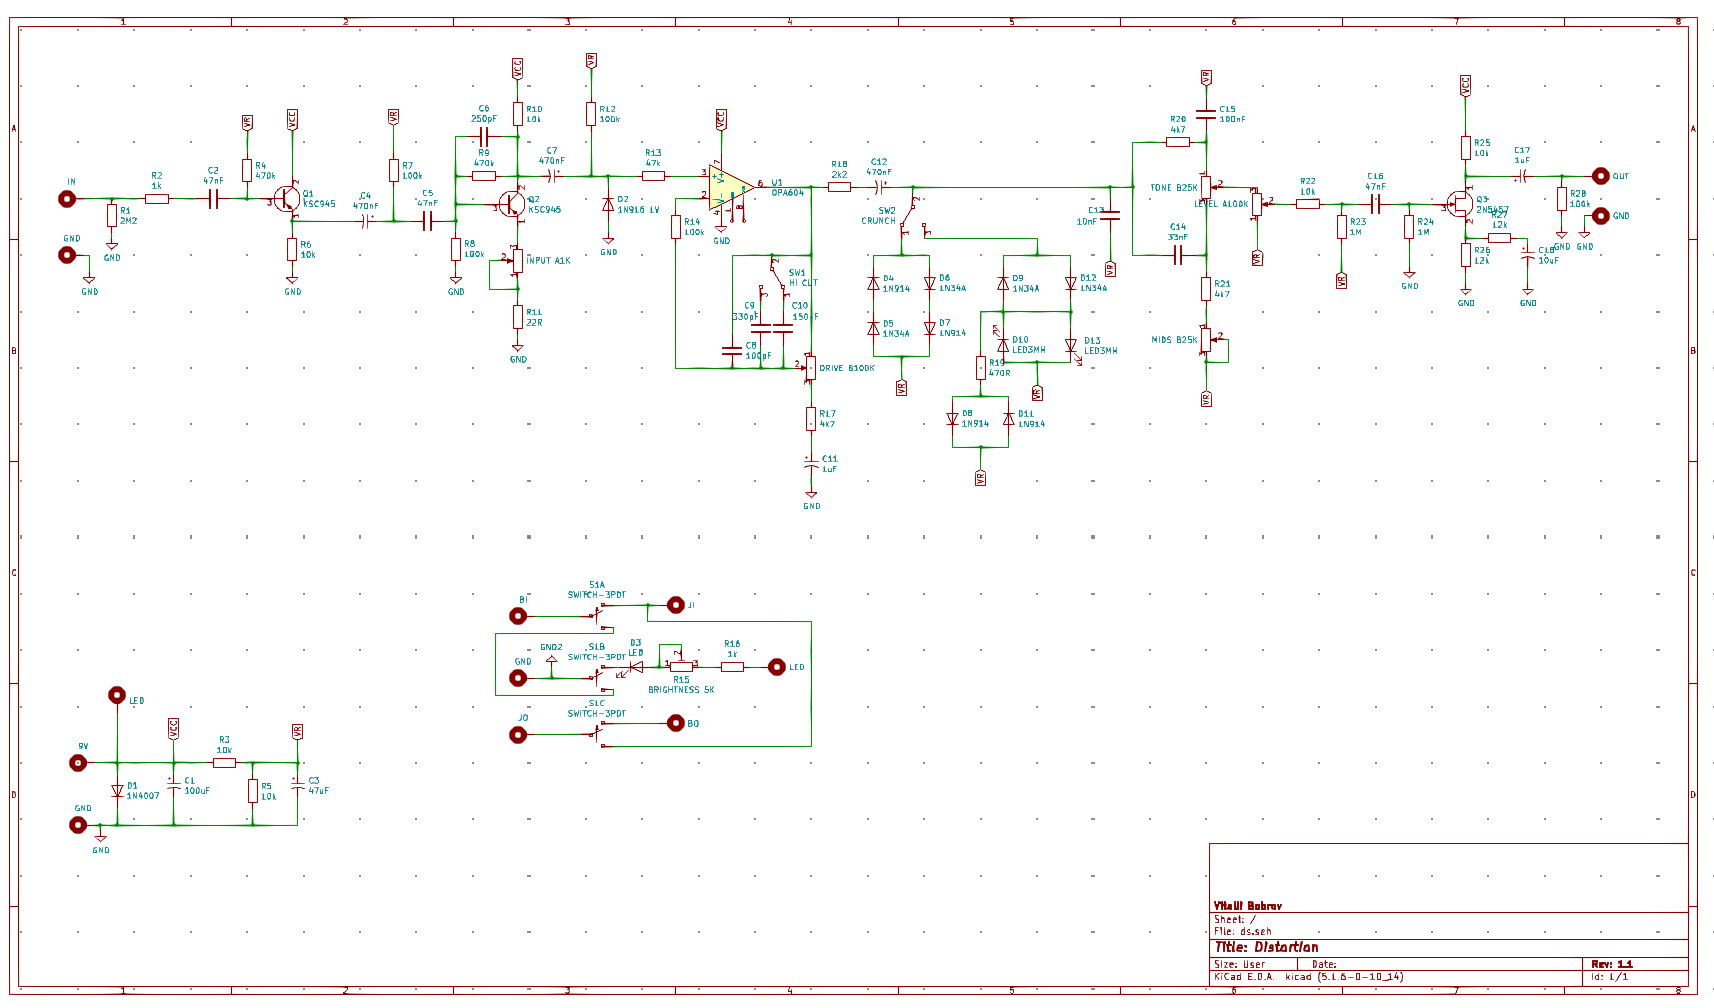 1 2 3 4 5 6 7 8
A A
B B
C C
D D
IN
R1
2M2
GND
GND
GND
R2
1k
C2
47nF
VR
R4
470k
VCC
Q1
KSC945
R6
10k
GND
C4
470nF
VR
R7
100k
C5
47nF
C6
250pF
R9
470k
R8
100k
GND
VCC
R10
10k
Q2
KSC945
INPUT A1K
R11
22R
GND
C7
470nF
VR
R12
100k
D2
1N916 LV
GND
R13
47k
R14
100k
VCC
U1
OPA604
GND
SW1
HI CUT
C9
330pF
C10
150pF
C8
100pF
DRIVE B100K
R17
4k7
C11
1uF
GND
R18
2k2
C12
470nF
SW2
CRUNCH
D4
1N914
D5
1N34A
D6
1N34A
D7
1N914
VR
D9
1N34A
D12
1N34A
D10
LED3MM
D13
LED3MM
R19
470R
VR
D8
1N914
D11
1N914
VR
C13
10nF
VR
R20
4k7
VR
C15
100nF
TONE B25K
C14
33nF
R21
4k7
MIDS B25K
VR
LEVEL A100K
VR
R22
10k
R23
1M
VR
C16
47nF
R24
1M
GND
VCC
R25
10k
Q3
2N5457
R27
12k
R26
12k
GND
C18
10uF
GND
C17
1uF
R28
100k
GND
OUT
GND
GND
S1A
SWITCH-3PDT
BI
JI
GND2
GND
S1B
SWITCH-3PDT
D3
LED
R15
BRIGHTNESS 5K
R16
1k
LED
S1C
SWITCH-3PDT
JO
BO
LED
9V
VCC
R3
10k
VR
D1
1N4007
C1
100uF
R5
10k
C3
47uF
GND
GND
Vitalii Bobrov
Sheet: /
File: ds.sch
Title: Distortion
Size: User Date: Rev: 1.1
KiCad E.D.A. kicad (5.1.6-0-10_14) Id: 1/1